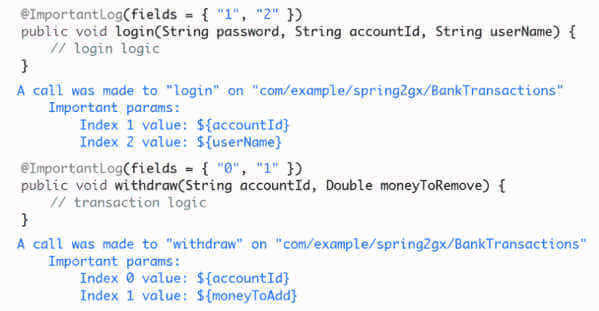 @ImportantLog(fields = { "1", "2" })
public void login(String password, String accountId, String userName) {
// login logic
}
A call was made to "login" on "com/example/spring2gx/BankTransactions"
Important params:
Index 1 value: ${accountId}
Index 2 value: ${userName}
@ImportantLog(fields = { "0", "1" })
public void withdraw(String accountId, Double moneyToRemove) {
// transaction logic
}
A call was made to "withdraw" on "com/example/spring2gx/BankTransactions"
Important params:
Index 0 value: ${accountId}
Index 1 value: ${moneyToAdd}